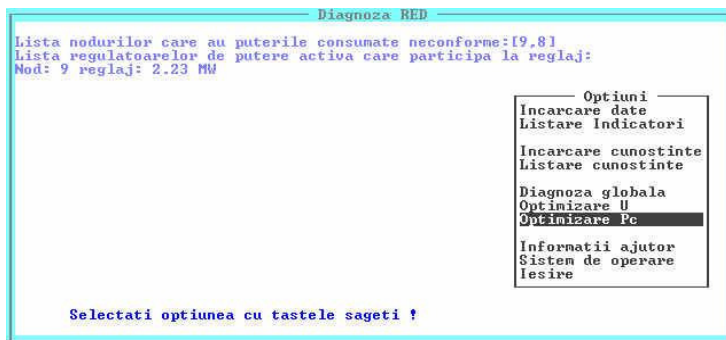 Diagnoza RED
Lista nodurilor care au puterile consumate neconforme:[9,8]
Lista regulatoarelor de putere activa care participa la reglaj:
Nod: 9 reglaj: 2.23 MW
Optiuni
Incarcare date
Listare Indicatori
Incarcare cunostinte
Listare cunostinte
Diagnoza globala
Optimizare U
Optimizare Pc
Informatii ajutor
Sistem de operare
Iesire
Selectati optiunea cu tastele sageti !